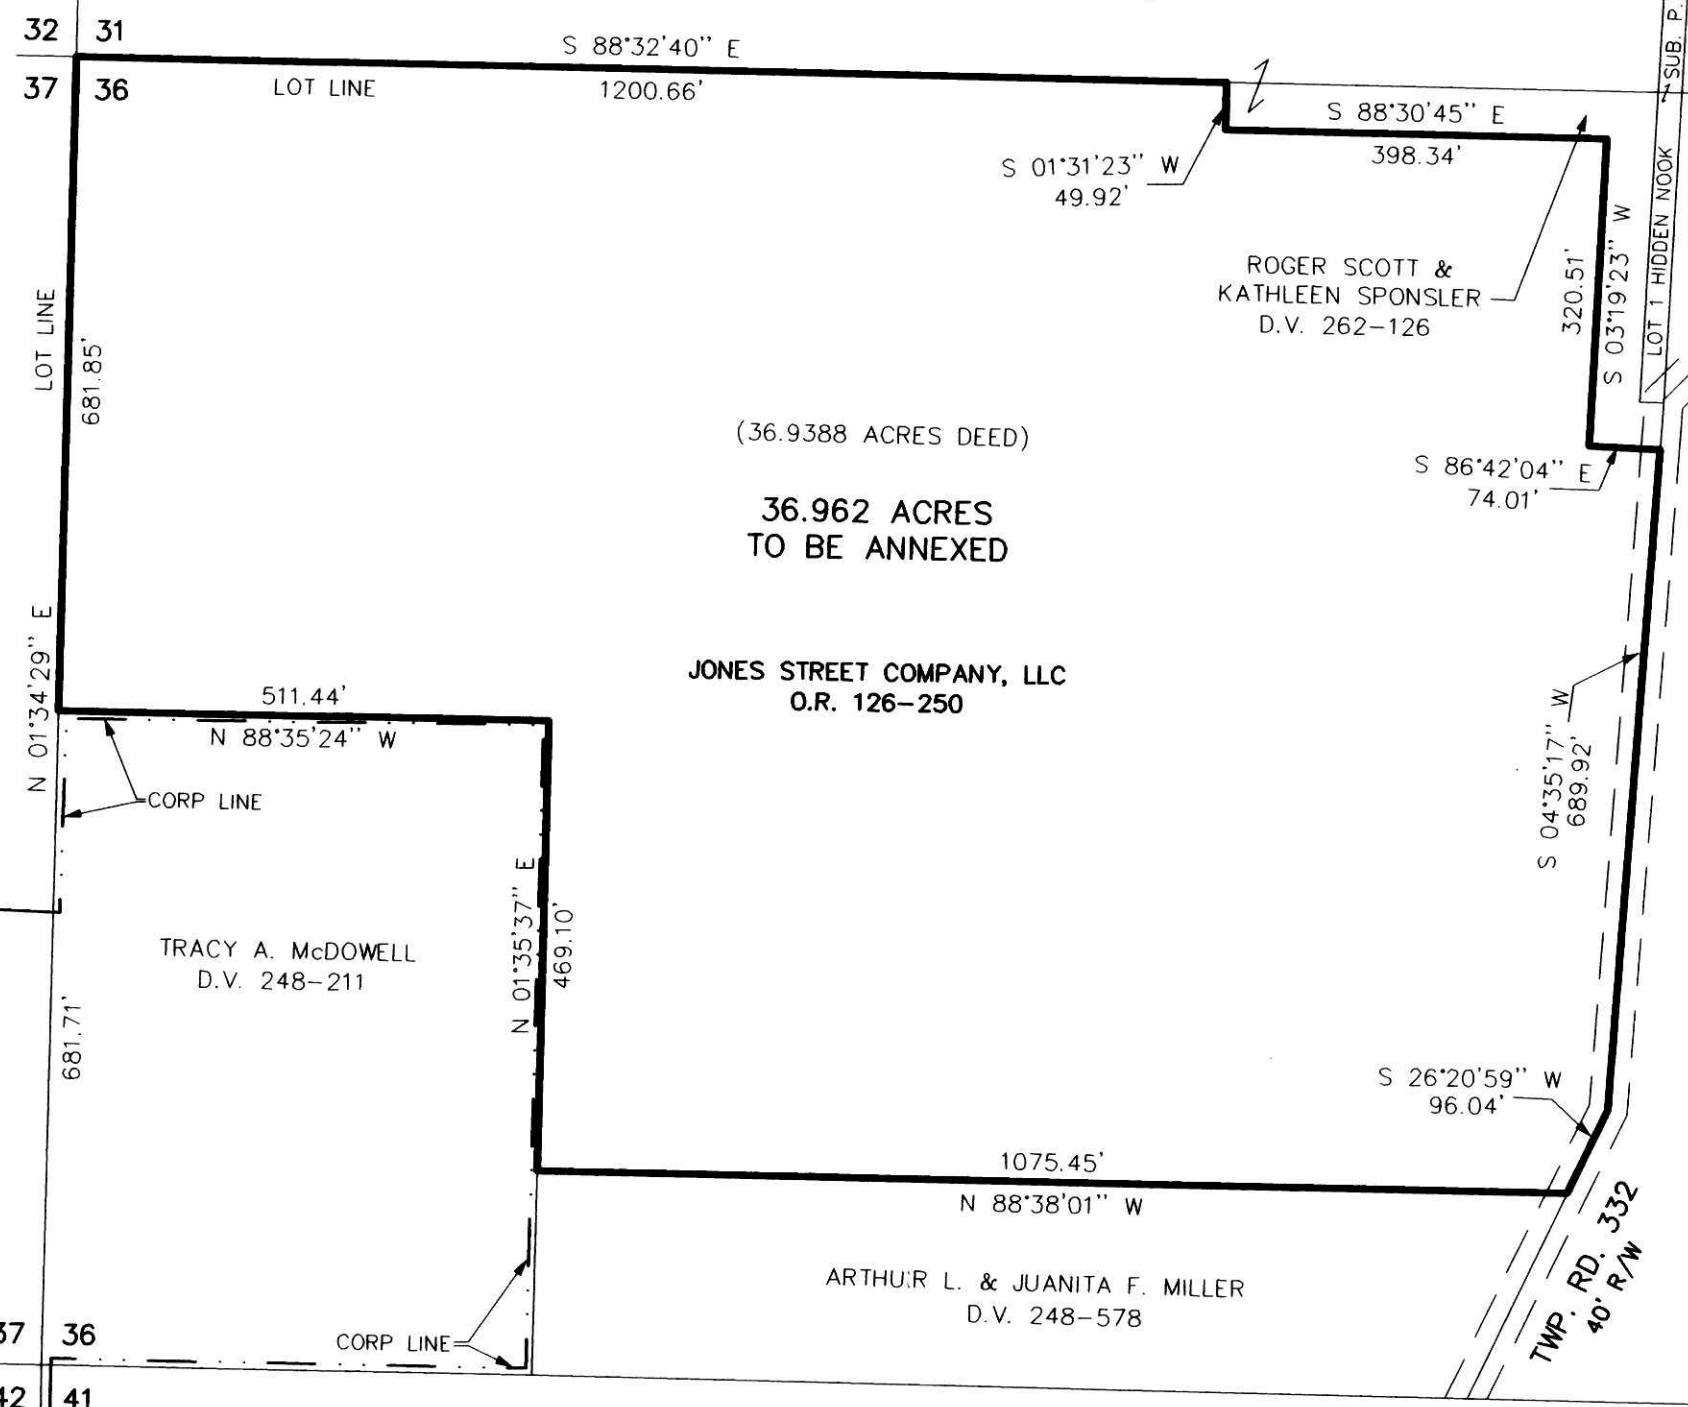 32 31
37 36
S 88°32'40" E
LOT LINE
1200.66'
SUB. P.
S 88°30'45" E
398.34'
S 01°31'23" W
49.92'
LOT 1 HIDDEN NOOK
S 03°19'23" W
320.51'
ROGER SCOTT &
KATHLEEN SPONSLER
D.V. 262-126
LOT LINE
681.85'
N 01°34'29" E
(36.9388 ACRES DEED)
36.962 ACRES
TO BE ANNEXED
S 86°42'04" E
74.01'
JONES STREET COMPANY, LLC
O.R. 126-250
511.44'
N 88°35'24" W
CORP LINE
S 04°35'17" W
689.92'
N 01°35'37" E
469.10'
TRACY A. McDOWELL
D.V. 248-211
681.71'
S 26°20'59" W
96.04'
1075.45'
N 88°38'01" W
ARTHUR L. & JUANITA F. MILLER
D.V. 248-578
TWP. RD. 332
40' R/W
CORP LINE
37 36
42 41